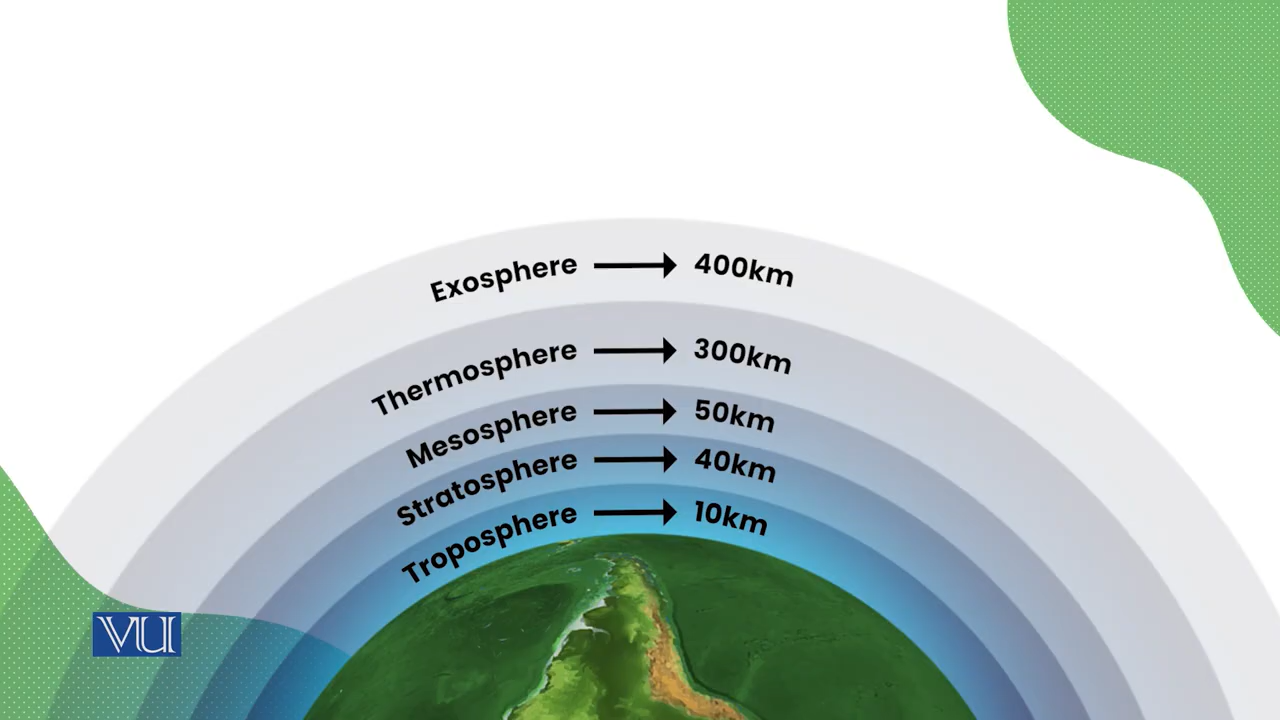 Exosphere → 400km
Thermosphere → 300km
Mesosphere → 50km
Stratosphere → 40km
Troposphere → 10km
VU